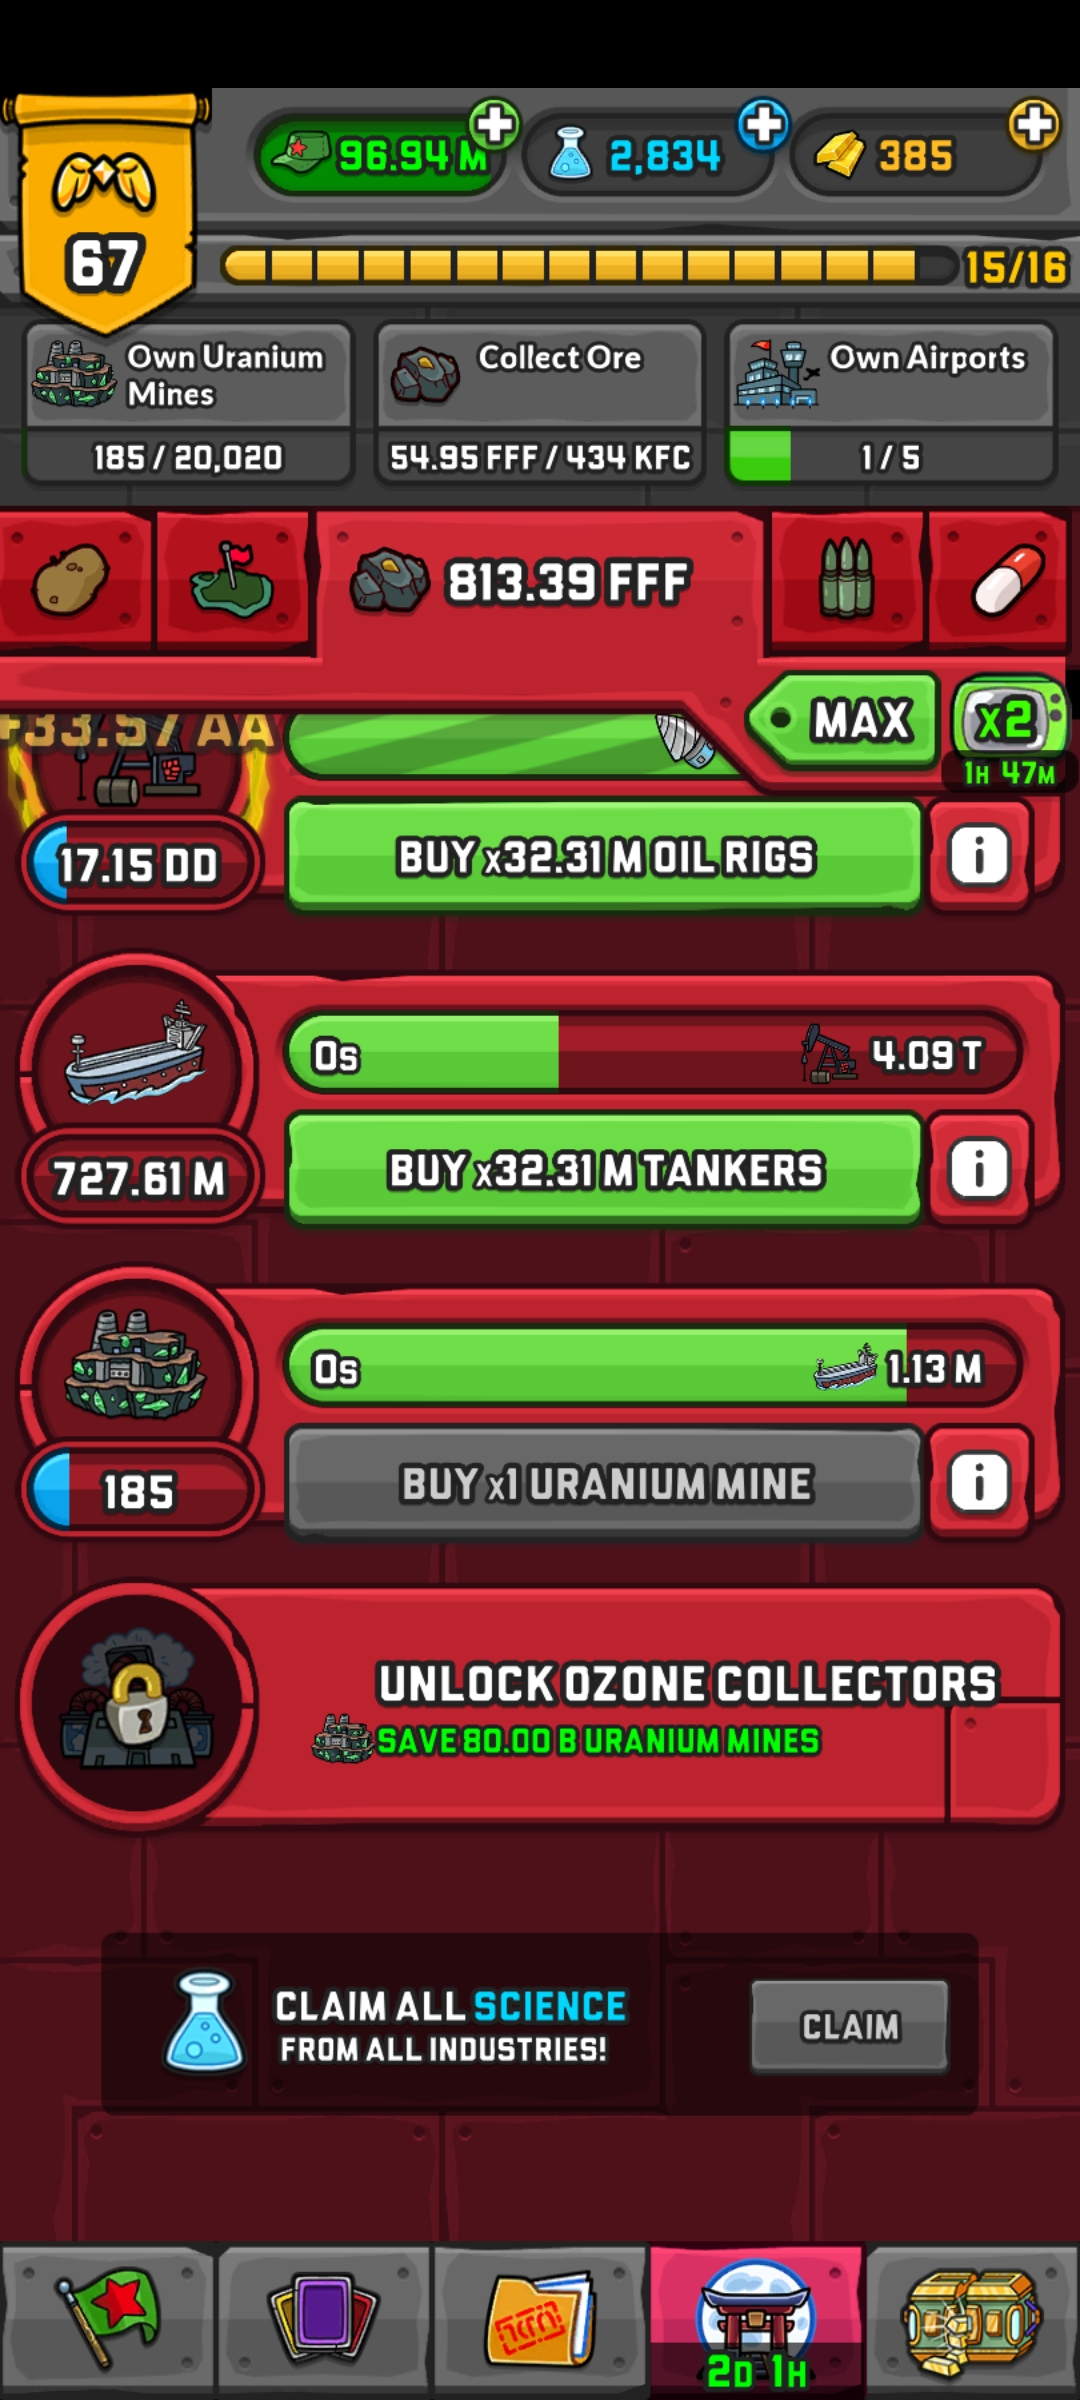 96.94 M
2,834
385
67
15/16
Own Uranium
Mines
185 / 20,020
Collect Ore
54.95 FFF / 434 KFC
Own Airports
1 / 5
813.39 FFF
MAX
x2
1H 47M
+33.57 AA
17.15 DD
BUY x32.31 M OIL RIGS
i
0s
4.09 T
727.61 M
BUY x32.31 M TANKERS
i
0s
1.13 M
185
BUY x1 URANIUM MINE
i
UNLOCK OZONE COLLECTORS
SAVE 80.00 B URANIUM MINES
CLAIM ALL SCIENCE
FROM ALL INDUSTRIES!
CLAIM
2D 1H